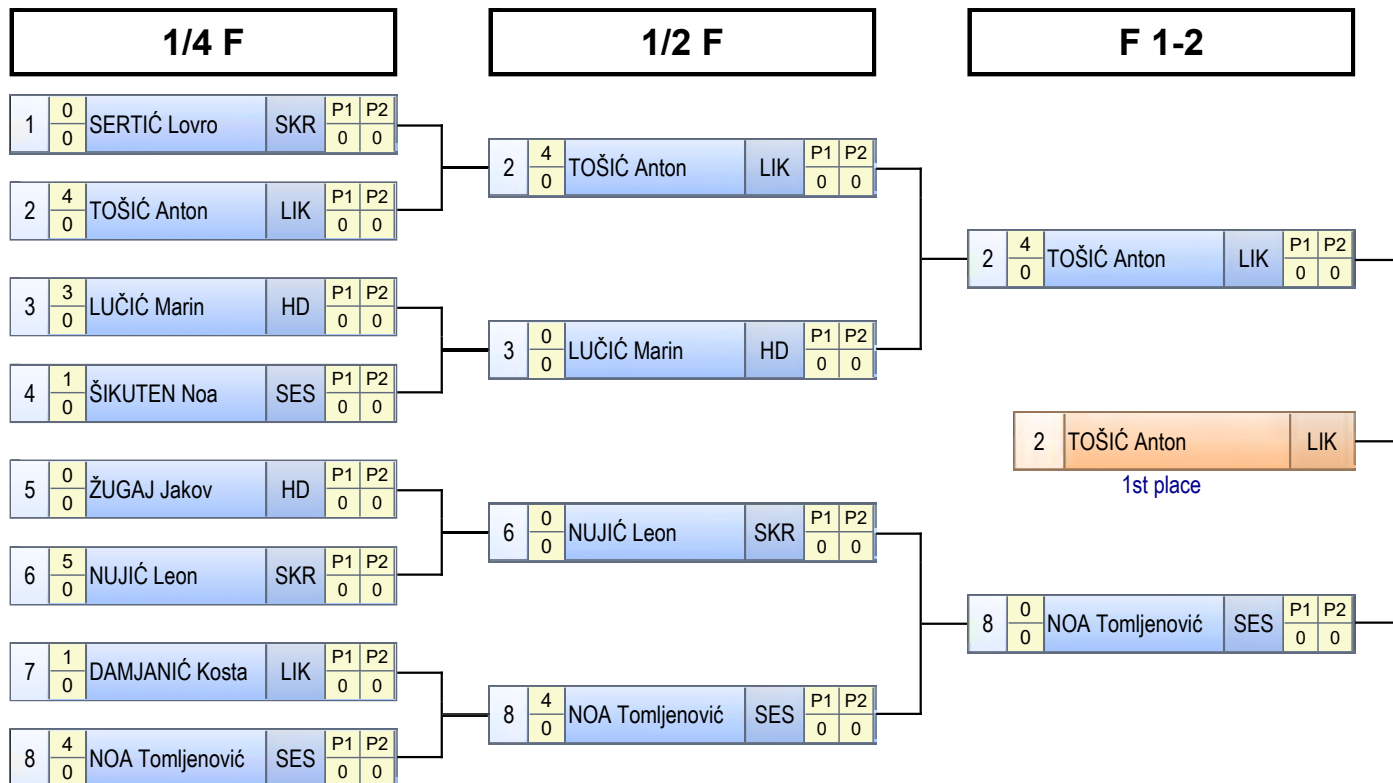 1/4 F
1/2 F
F 1-2
1 0 SERTIĆ Lovro SKR P1 P2
0 0 0
2 4 TOŠIĆ Anton LIK P1 P2
0 0 0
3 3 LUČIĆ Marin HD P1 P2
0 0 0
4 1 ŠIKUTEN Noa SES P1 P2
0 0 0
5 0 ŽUGAJ Jakov HD P1 P2
0 0 0
6 5 NUJIĆ Leon SKR P1 P2
0 0 0
7 1 DAMJANIĆ Kosta LIK P1 P2
0 0 0
8 4 NOA Tomljenović SES P1 P2
0 0 0
2 4 TOŠIĆ Anton LIK P1 P2
0 0 0
3 0 LUČIĆ Marin HD P1 P2
0 0 0
6 0 NUJIĆ Leon SKR P1 P2
0 0 0
8 4 NOA Tomljenović SES P1 P2
0 0 0
2 4 TOŠIĆ Anton LIK P1 P2
0 0 0
2 TOŠIĆ Anton LIK
1st place
8 0 NOA Tomljenović SES P1 P2
0 0 0